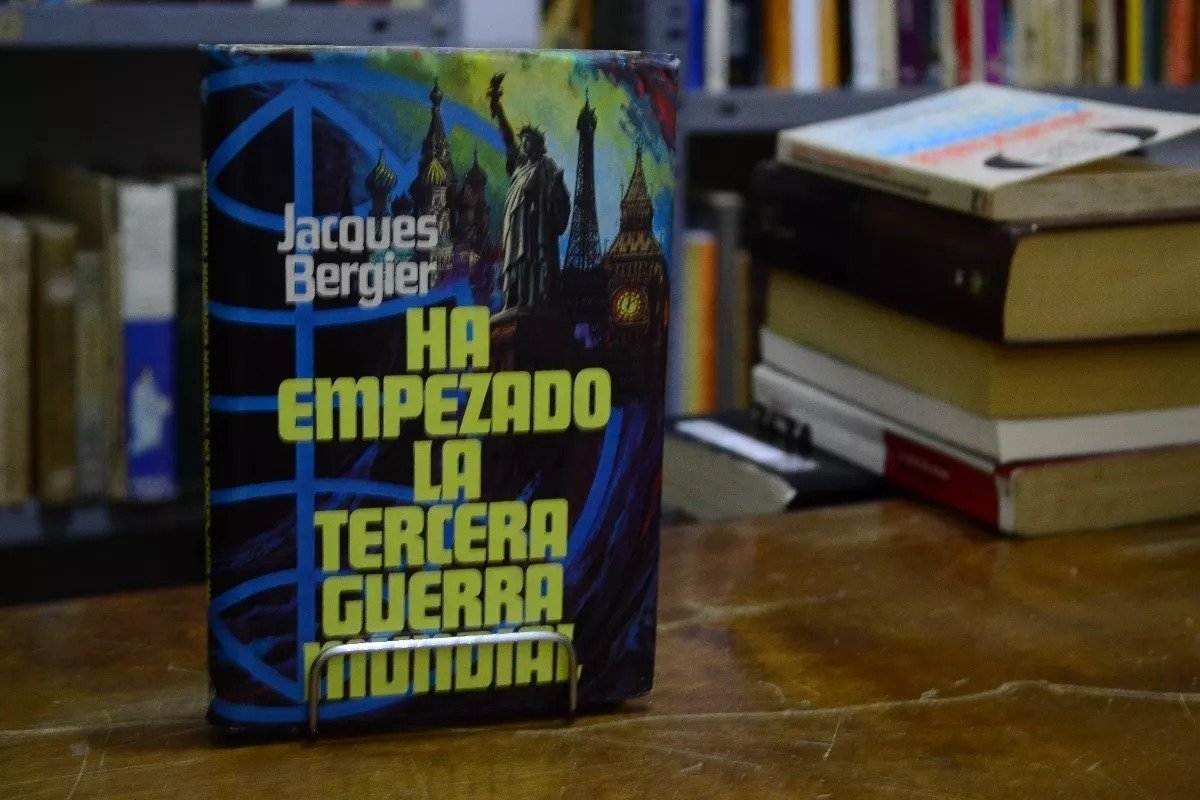 Jacques
Bergier
HA
EMPEZADO
LA
TERCERA
GUERRA
MUNDIAL